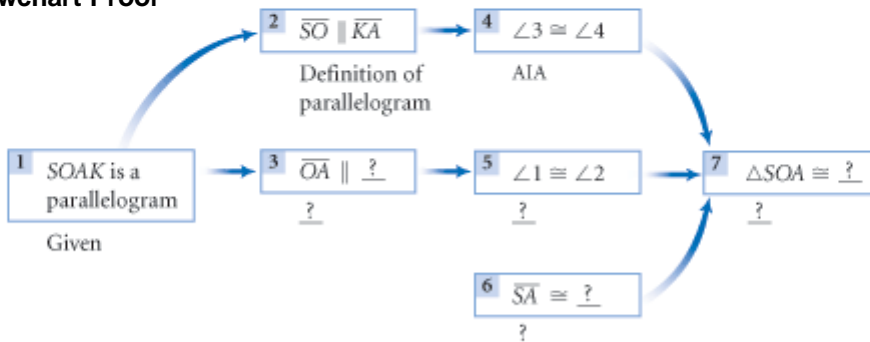 wchart Proof
2 SO ∥ KA
Definition of
parallelogram
4 ∠3 ≅ ∠4
AIA
1 SOAK is a
parallelogram
Given
3 OA ∥ ?
?
5 ∠1 ≅ ∠2
?
7 △SOA ≅ ?
?
6 SA ≅ ?
?